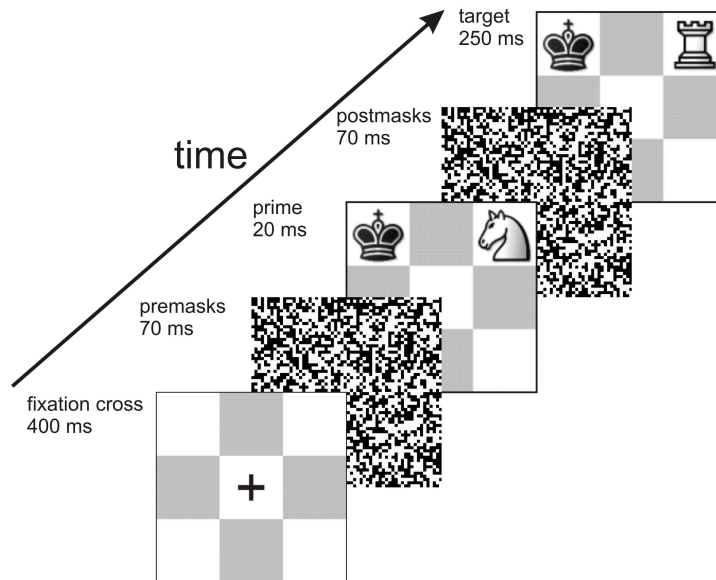 target
250 ms
postmasks
70 ms
time
prime
20 ms
premasks
70 ms
fixation cross
400 ms